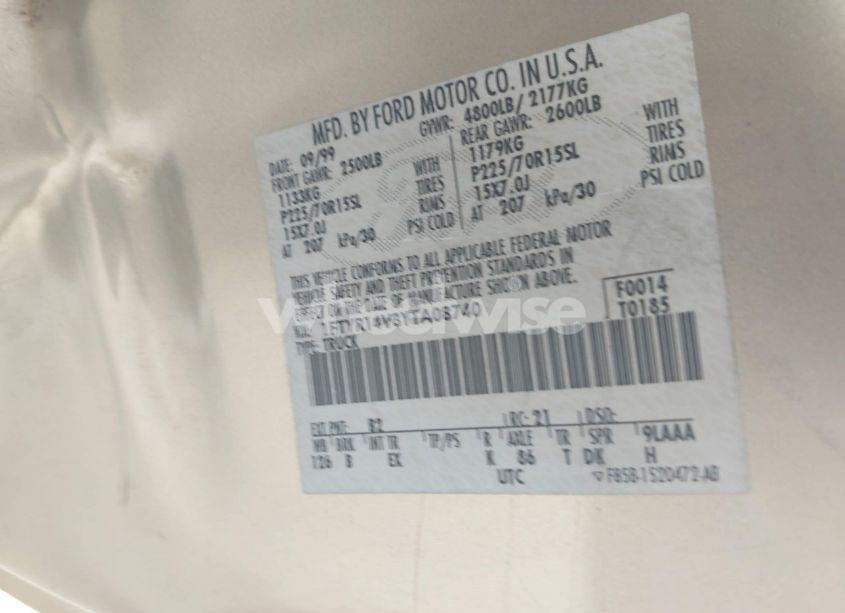 MFD. BY FORD MOTOR CO. IN U.S.A.
DATE: 09/99 GVWR: 4800LB/ 2177KG
FRONT GAWR: 2500LB REAR GAWR: 2600LB
1133KG WITH 1179KG WITH
P225/70R15SL TIRES P225/70R15SL TIRES
15X7.0J RIMS 15X7.0J RIMS
AT 207 kPa/30 PSI COLD AT 207 kPa/30 PSI COLD
THIS VEHICLE CONFORMS TO ALL APPLICABLE FEDERAL MOTOR
VEHICLE SAFETY AND THEFT PREVENTION STANDARDS IN
EFFECT ON THE DATE OF MANUFACTURE SHOWN ABOVE.
F0014
T0185
TYPE: TRUCK
wheelwise
EXT PNT: B2 RC: 21 DSO:
WB BRK INT TR TP/PS R AXLE TR SPR 9LAAA
126 B EX K 86 T DK H
UTC F85B-1520472-AB